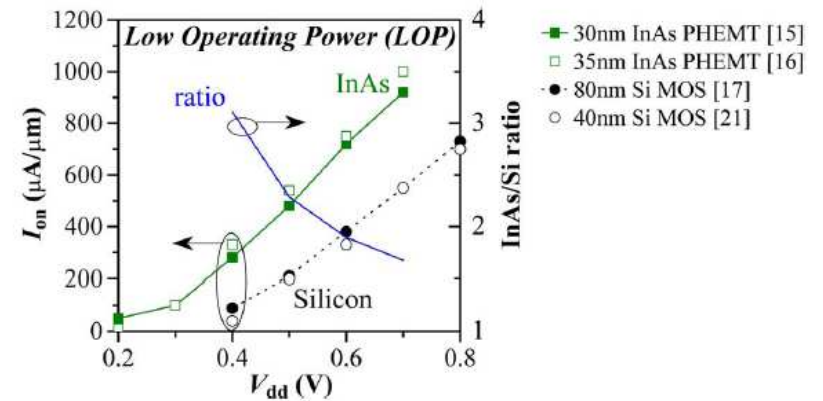 Low Operating Power (LOP)
1200
1000
800
600
400
200
0
I_on (μA/μm)
0.2
0.4
0.6
0.8
V_dd (V)
4
3
2
1
InAs/Si ratio
ratio
InAs
Silicon
30nm InAs PHEMT [15]
35nm InAs PHEMT [16]
80nm Si MOS [17]
40nm Si MOS [21]